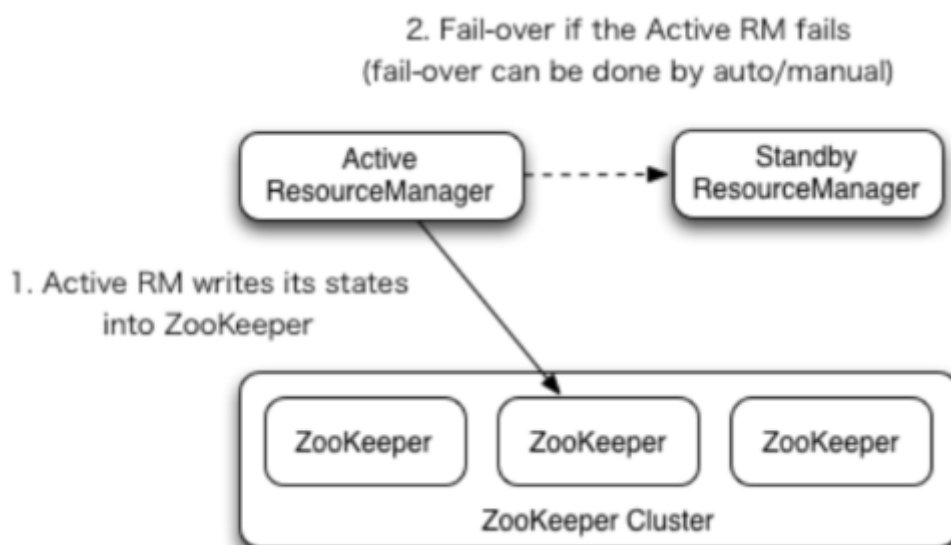 2. Fail-over if the Active RM fails
(fail-over can be done by auto/manual)
Active
ResourceManager
Standby
ResourceManager
1. Active RM writes its states
into ZooKeeper
ZooKeeper
ZooKeeper
ZooKeeper
ZooKeeper Cluster